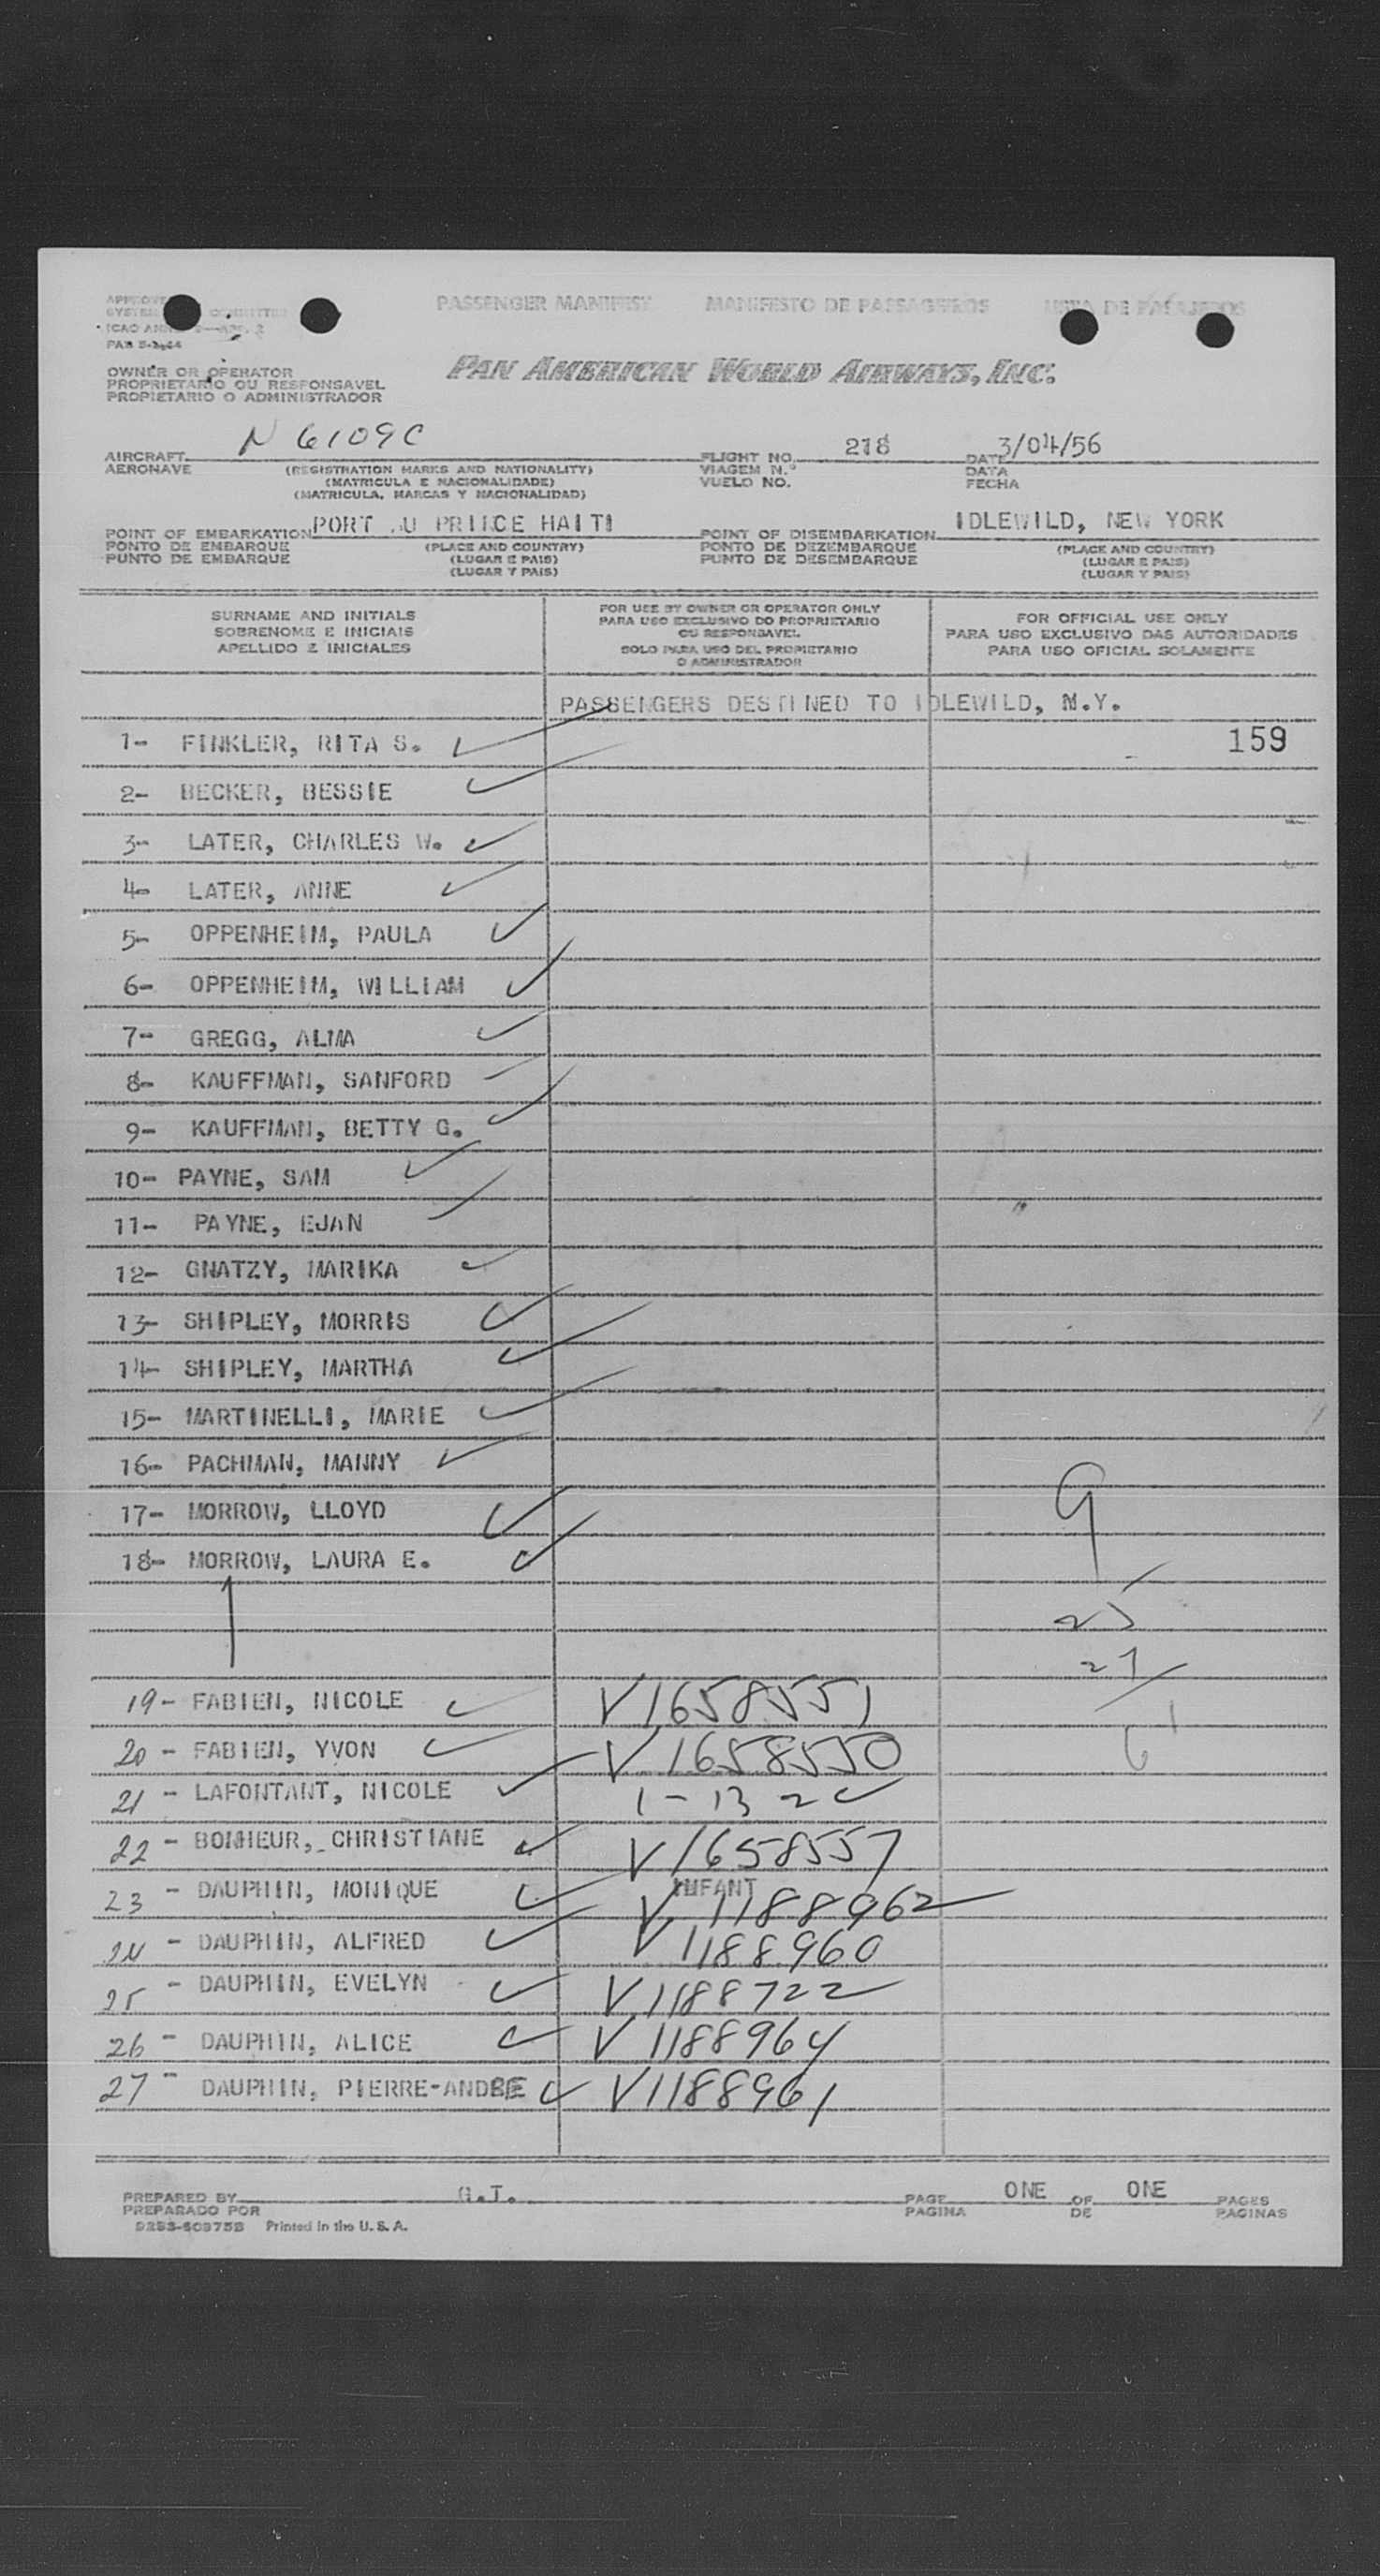 PASSENGER MANIFEST MANIFESTO DE PASSAGEIROS LISTA DE PASAJEROS
ICAO
PAA
PAN AMERICAN WORLD AIRWAYS, INC.
OWNER OR OPERATOR
PROPRIETARIO OU RESPONSAVEL
PROPIETARIO O ADMINISTRADOR
AIRCRAFT N 6109C FLIGHT NO. 218 DATE 3/04/56
AERONAVE (REGISTRATION MARKS AND NATIONALITY) VIAGEM N.º DATA
(MATRICULA E NACIONALIDADE) VUELO NO. FECHA
(MATRICULA, MARCAS Y NACIONALIDAD)
POINT OF EMBARKATION PORT AU PRINCE HAITI POINT OF DISEMBARKATION IDLEWILD, NEW YORK
PONTO DE EMBARQUE (PLACE AND COUNTRY) PONTO DE DEZEMBARQUE (PLACE AND COUNTRY)
PUNTO DE EMBARQUE (LUGAR E PAIS) PUNTO DE DESEMBARQUE (LUGAR E PAIS)
(LUGAR Y PAIS) (LUGAR Y PAIS)
SURNAME AND INITIALS
SOBRENOME E INICIAIS
APELLIDO E INICIALES
FOR USE BY OWNER OR OPERATOR ONLY
PARA USO EXCLUSIVO DO PROPRIETARIO
OU RESPONSAVEL
SOLO PARA USO DEL PROPIETARIO
O ADMINISTRADOR
FOR OFFICIAL USE ONLY
PARA USO EXCLUSIVO DAS AUTORIDADES
PARA USO OFICIAL SOLAMENTE
PASSENGERS DESTINED TO IDLEWILD, N.Y.
1- FINKLER, RITA S. 159
2- BECKER, BESSIE
3- LATER, CHARLES W.
4- LATER, ANNE
5- OPPENHEIM, PAULA
6- OPPENHEIM, WILLIAM
7- GREGG, ALMA
8- KAUFFMAN, SANFORD
9- KAUFFMAN, BETTY G.
10- PAYNE, SAM
11- PAYNE, EJAN
12- GNATZY, MARIKA
13- SHIPLEY, MORRIS
14- SHIPLEY, MARTHA
15- MARTINELLI, MARIE
16- PACHMAN, MANNY
17- MORROW, LLOYD
18- MORROW, LAURA E.
25
27
19- FABIEN, NICOLE V1658551
20 - FABIEN, YVON V1658550
21 - LAFONTANT, NICOLE 1-13 2
22 - BONHEUR, CHRISTIANE V1658557
23 - DAUPHIN, MONIQUE INFANT V 1188962
24 - DAUPHIN, ALFRED V 1188960
25 - DAUPHIN, EVELYN V1188722
26 - DAUPHIN, ALICE V 1188964
27 - DAUPHIN, PIERRE-ANDRE V1188961
PREPARED BY G.T. PAGE ONE OF ONE PAGES
PREPARADO POR PAGINA DE PAGINAS
Printed in the U.S.A.